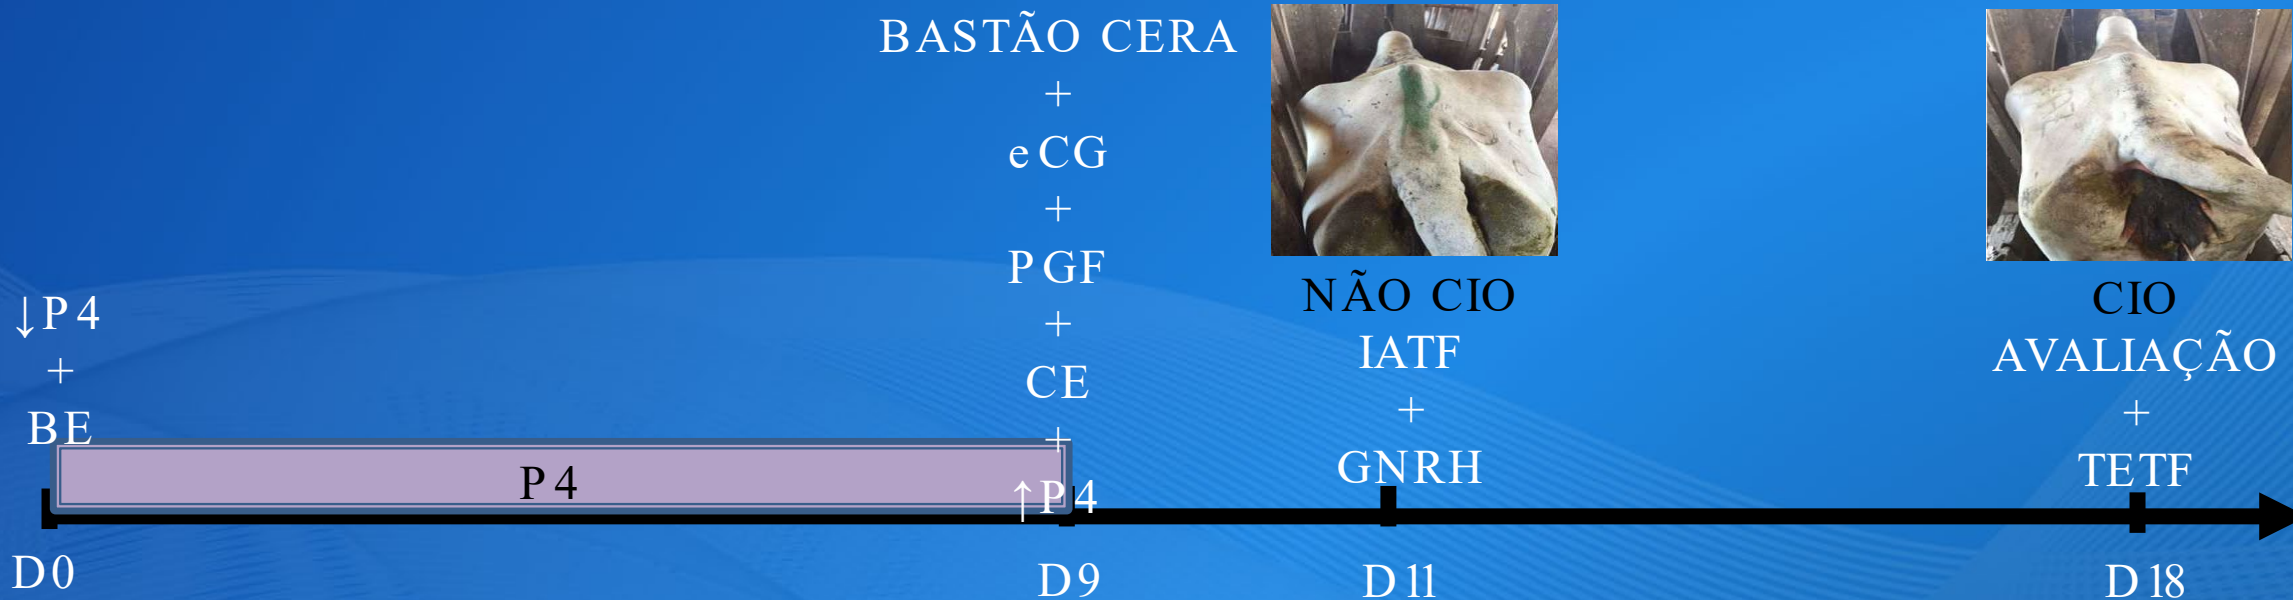 ↓P4
+
BE
P4
D0
BASTÃO CERA
+
eCG
+
PGF
+
CE
+
↑P4
D9
NÃO CIO
IATF
+
GNRH
D11
CIO
AVALIAÇÃO
+
TETF
D18